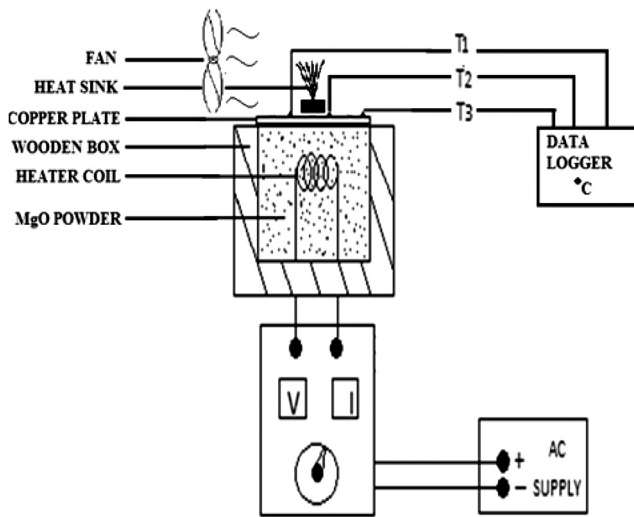 FAN
HEAT SINK
COPPER PLATE
WOODEN BOX
HEATER COIL
MgO POWDER
T1
T2
T3
DATA
LOGGER
°C
V
I
+ AC
− SUPPLY